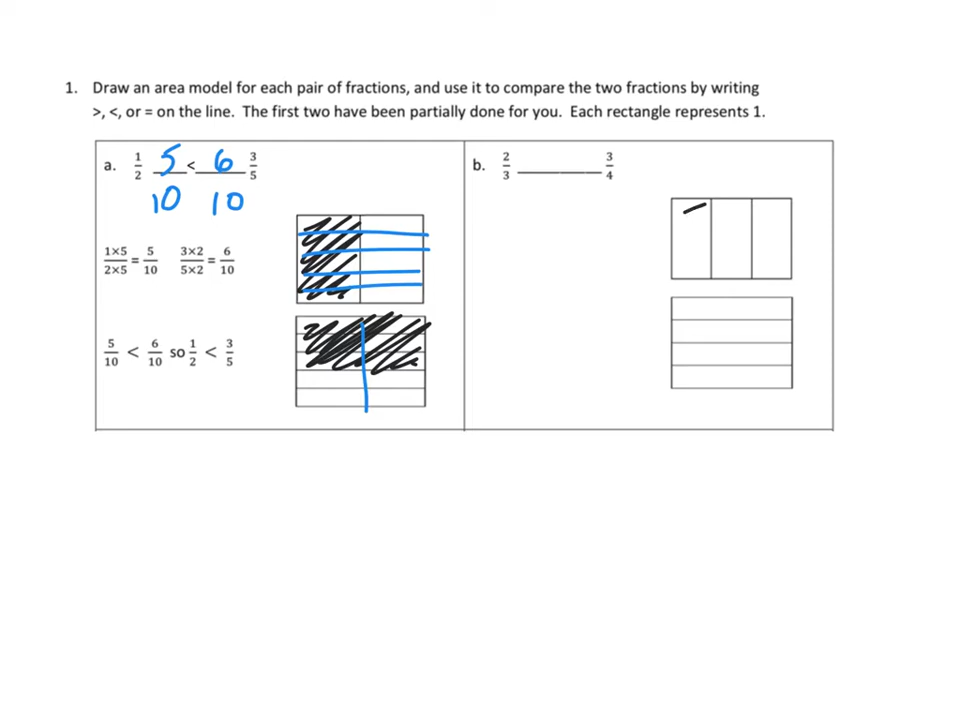 1. Draw an area model for each pair of fractions, and use it to compare the two fractions by writing
>, <, or = on the line. The first two have been partially done for you. Each rectangle represents 1.
a. 1/2 __5__<__6__ 3/5
10 10
1×5/2×5 = 5/10 3×2/5×2 = 6/10
5/10 < 6/10 so 1/2 < 3/5
b. 2/3 __________ 3/4